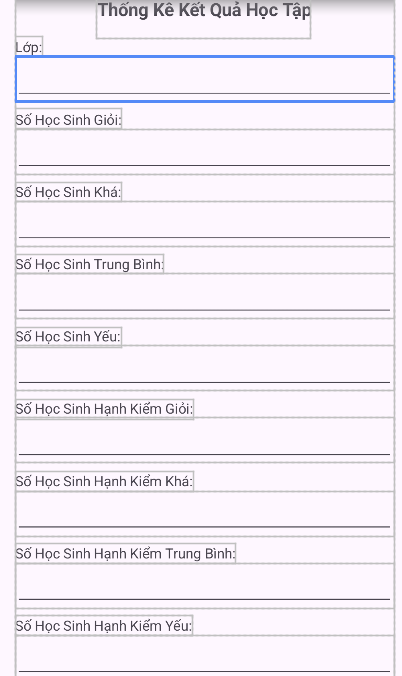 Thống Kê Kết Quả Học Tập
Lớp:
Số Học Sinh Giỏi:
Số Học Sinh Khá:
Số Học Sinh Trung Bình:
Số Học Sinh Yếu:
Số Học Sinh Hạnh Kiểm Giỏi:
Số Học Sinh Hạnh Kiểm Khá:
Số Học Sinh Hạnh Kiểm Trung Bình:
Số Học Sinh Hạnh Kiểm Yếu: